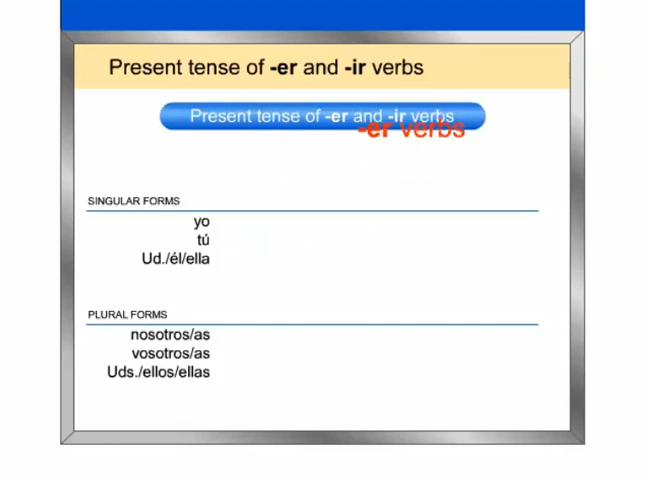 Present tense of -er and -ir verbs
Present tense of -er and -ir verbs
-er verbs
SINGULAR FORMS
yo
tú
Ud./él/ella
PLURAL FORMS
nosotros/as
vosotros/as
Uds./ellos/ellas